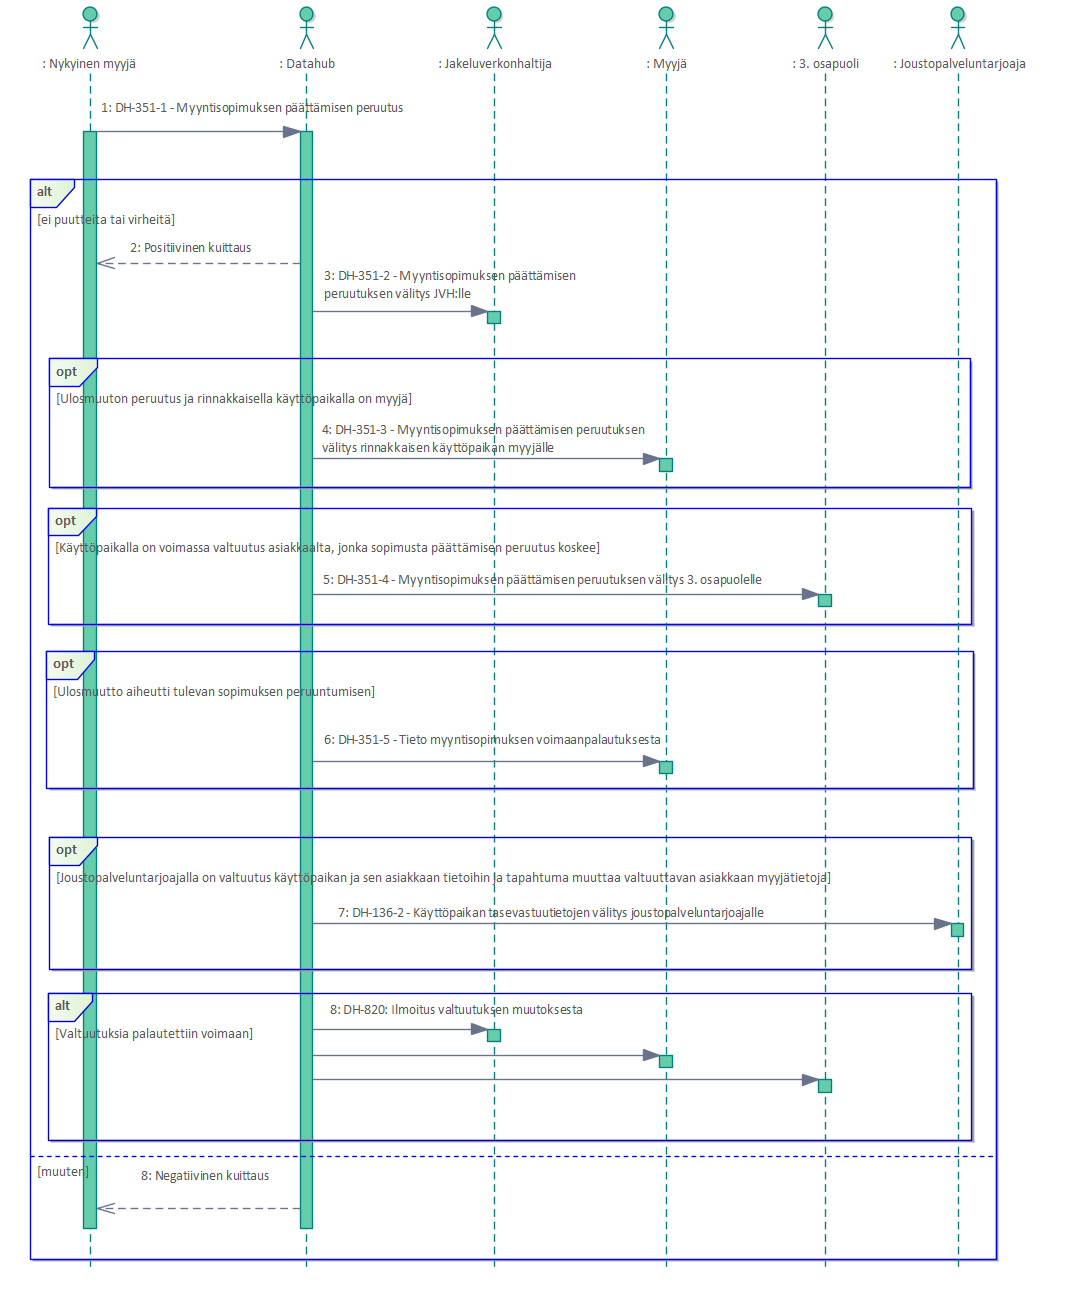 : Nykyinen myyjä
: Datahub
: Jakeluverkonhaltija
: Myyjä
: 3. osapuoli
: Joustopalveluntarjoaja
1: DH-351-1 - Myyntisopimuksen päättämisen peruutus
alt
[ei puutteita tai virheitä]
2: Positiivinen kuittaus
3: DH-351-2 - Myyntisopimuksen päättämisen
peruutuksen välitys JVH:lle
opt
[Ulosmuuton peruutus ja rinnakkaisella käyttöpaikalla on myyjä]
4: DH-351-3 - Myyntisopimuksen päättämisen peruutuksen
välitys rinnakkaisen käyttöpaikan myyjälle
opt
[Käyttöpaikalla on voimassa valtuutus asiakkaalta, jonka sopimusta päättämisen peruutus koskee]
5: DH-351-4 - Myyntisopimuksen päättämisen peruutuksen välitys 3. osapuolelle
opt
[Ulosmuutto aiheutti tulevan sopimuksen peruuntumisen]
6: DH-351-5 - Tieto myyntisopimuksen voimaanpalautuksesta
opt
[Joustopalveluntarjoajalla on valtuutus käyttöpaikan ja sen asiakkaan tietoihin ja tapahtuma muuttaa valtuuttavan asiakkaan myyjätietoja]
7: DH-136-2 - Käyttöpaikan tasevastuutietojen välitys joustopalveluntarjoajalle
alt
8: DH-820: Ilmoitus valtuutuksen muutoksesta
[Valtuutuksia palautettiin voimaan]
[muuten]
8: Negatiivinen kuittaus